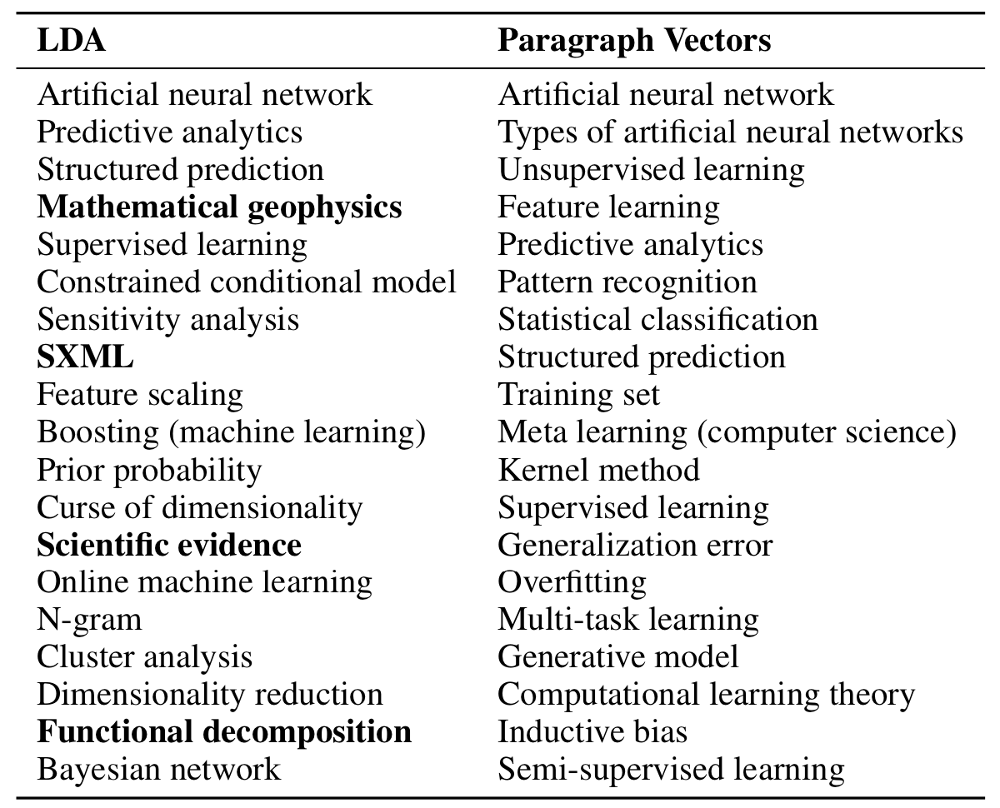 LDA Paragraph Vectors
Artificial neural network Artificial neural network
Predictive analytics Types of artificial neural networks
Structured prediction Unsupervised learning
Mathematical geophysics Feature learning
Supervised learning Predictive analytics
Constrained conditional model Pattern recognition
Sensitivity analysis Statistical classification
SXML Structured prediction
Feature scaling Training set
Boosting (machine learning) Meta learning (computer science)
Prior probability Kernel method
Curse of dimensionality Supervised learning
Scientific evidence Generalization error
Online machine learning Overfitting
N-gram Multi-task learning
Cluster analysis Generative model
Dimensionality reduction Computational learning theory
Functional decomposition Inductive bias
Bayesian network Semi-supervised learning